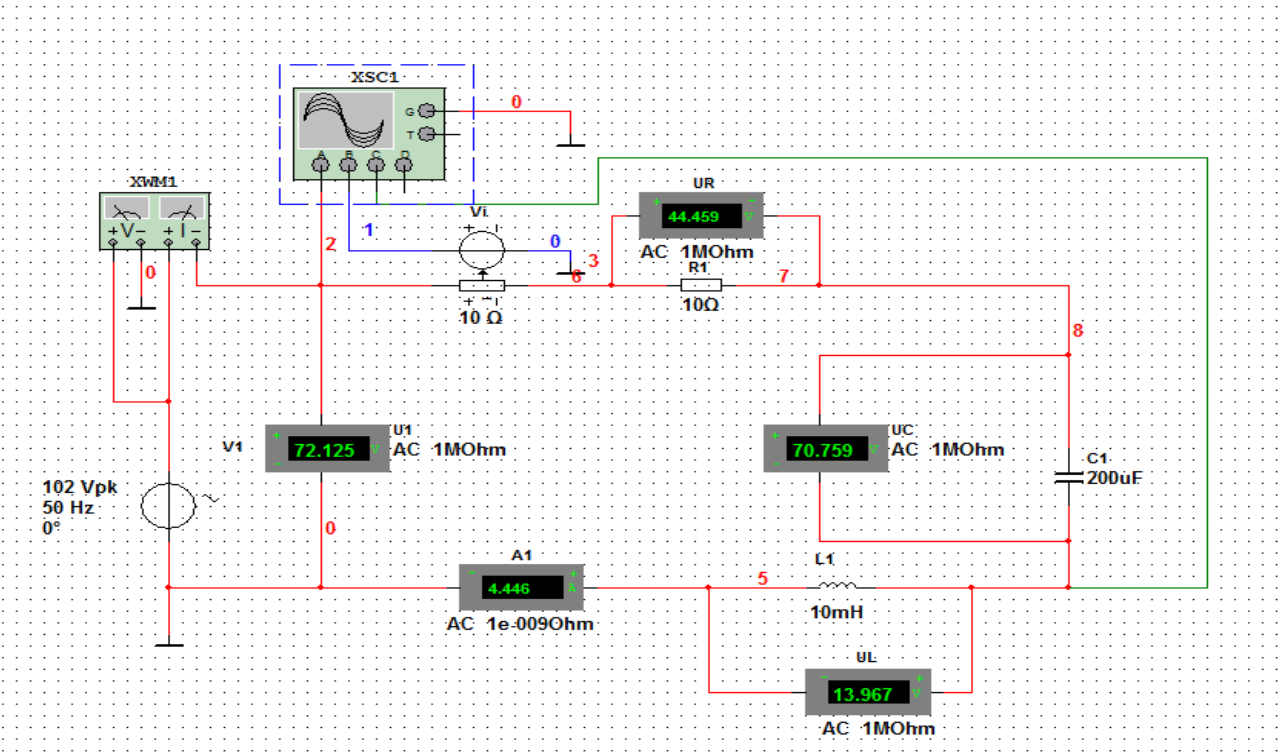 XSC1
0
G
T
A B C D
XWM1
+V- + I -
0
2
1
Vi
+ -
0
3
6
+ -
10 Ω
UR
+ -
44.459 V
AC 1MOhm
R1
7
10Ω
8
V1
102 Vpk
50 Hz
0°
U1
+
72.125 V
-
AC 1MOhm
0
UC
+
70.759 V
-
AC 1MOhm
C1
200uF
A1
- +
4.446 A
AC 1e-009Ohm
5
L1
10mH
UL
- +
13.967 V
AC 1MOhm